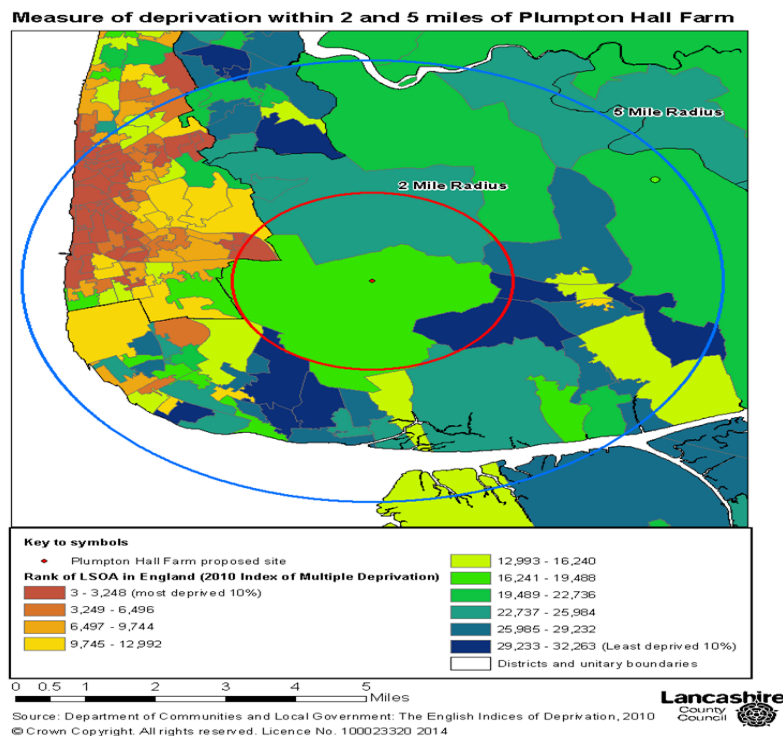 Measure of deprivation within 2 and 5 miles of Plumpton Hall Farm
5 Mile Radius
2 Mile Radius
Key to symbols
Plumpton Hall Farm proposed site
Rank of LSOA in England (2010 Index of Multiple Deprivation)
3 - 3,248 (most deprived 10%)
3,249 - 6,496
6,497 - 9,744
9,745 - 12,992
12,993 - 16,240
16,241 - 19,488
19,489 - 22,736
22,737 - 25,984
25,985 - 29,232
29,233 - 32,263 (Least deprived 10%)
Districts and unitary boundaries
0 0.5 1 2 3 4 5
Miles
Source: Department of Communities and Local Government: The English Indices of Deprivation, 2010
© Crown Copyright. All rights reserved. Licence No. 100023320 2014
Lancashire
County
Council